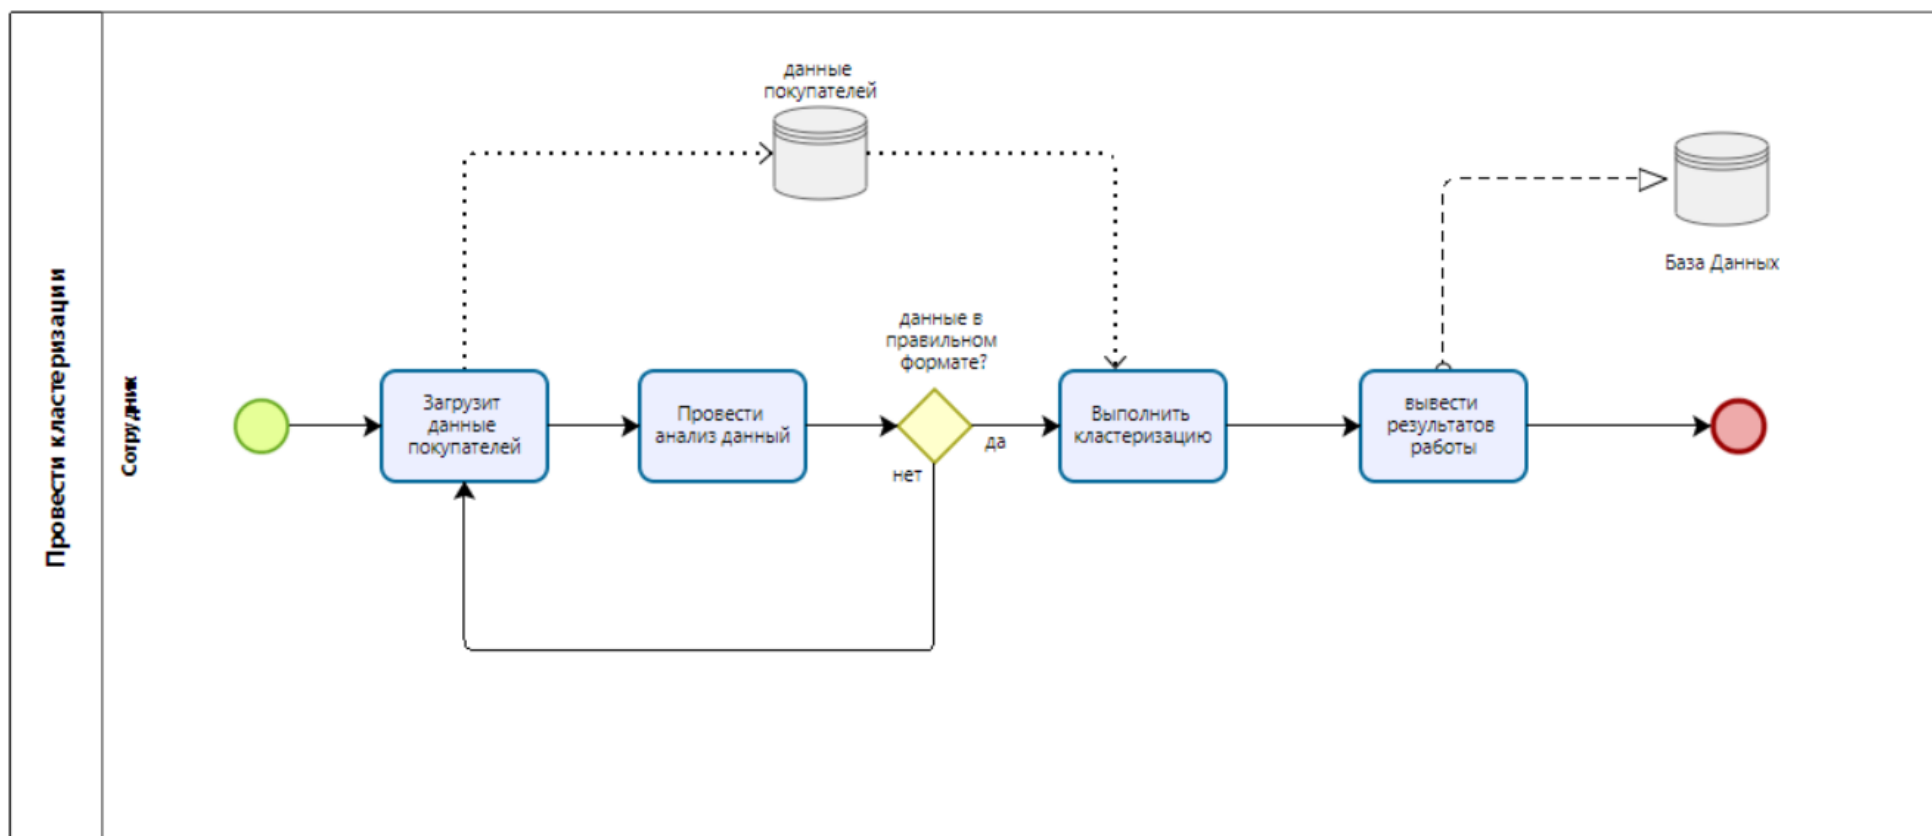 Провести кластеризации
Сотрудник
данные
покупателей
База Данных
данные в
правильном
формате?
Загрузит
данные
покупателей
Провести
анализ данный
да
нет
Выполнить
кластеризацию
вывести
результатов
работы